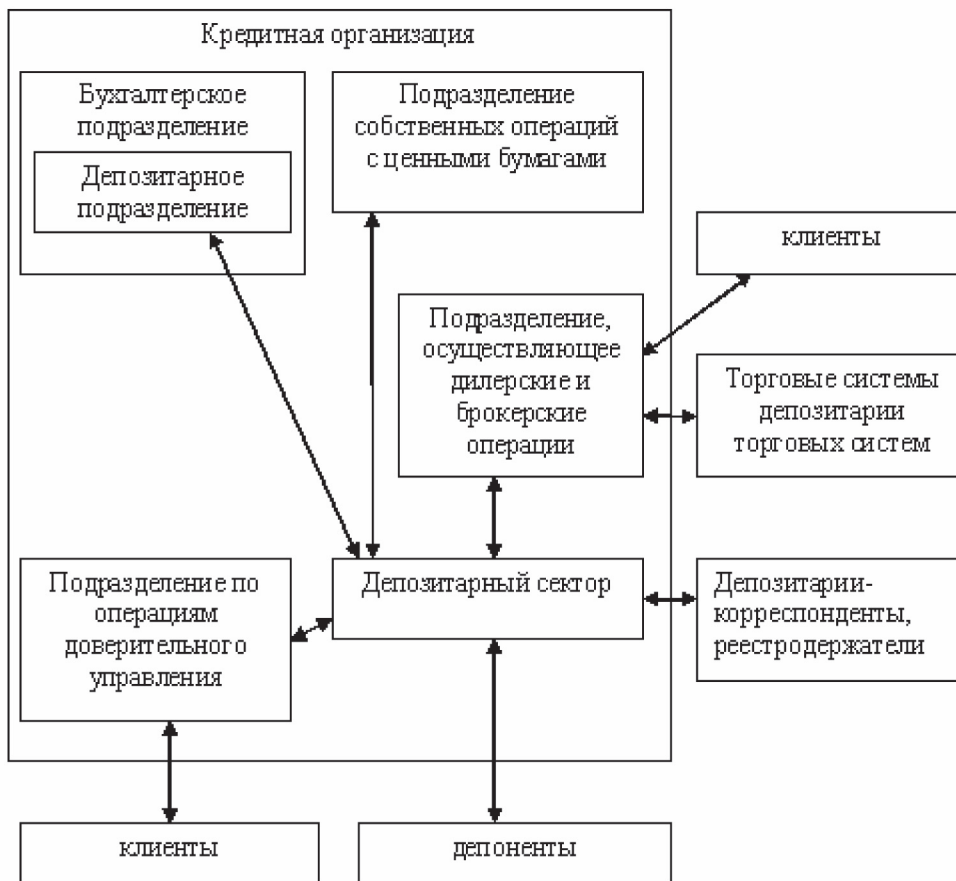 Кредитная организация
Бухгалтерское
подразделение
Депозитарное
подразделение
Подразделение
собственных операций
с ценными бумагами
клиенты
Подразделение,
осуществляющее
дилерские и
брокерские
операции
Торговые системы
депозитарии
торговых систем
Подразделение по
операциям
доверительного
управления
Депозитарный сектор
Депозитарии-
корреспонденты,
реестродержатели
клиенты
депоненты